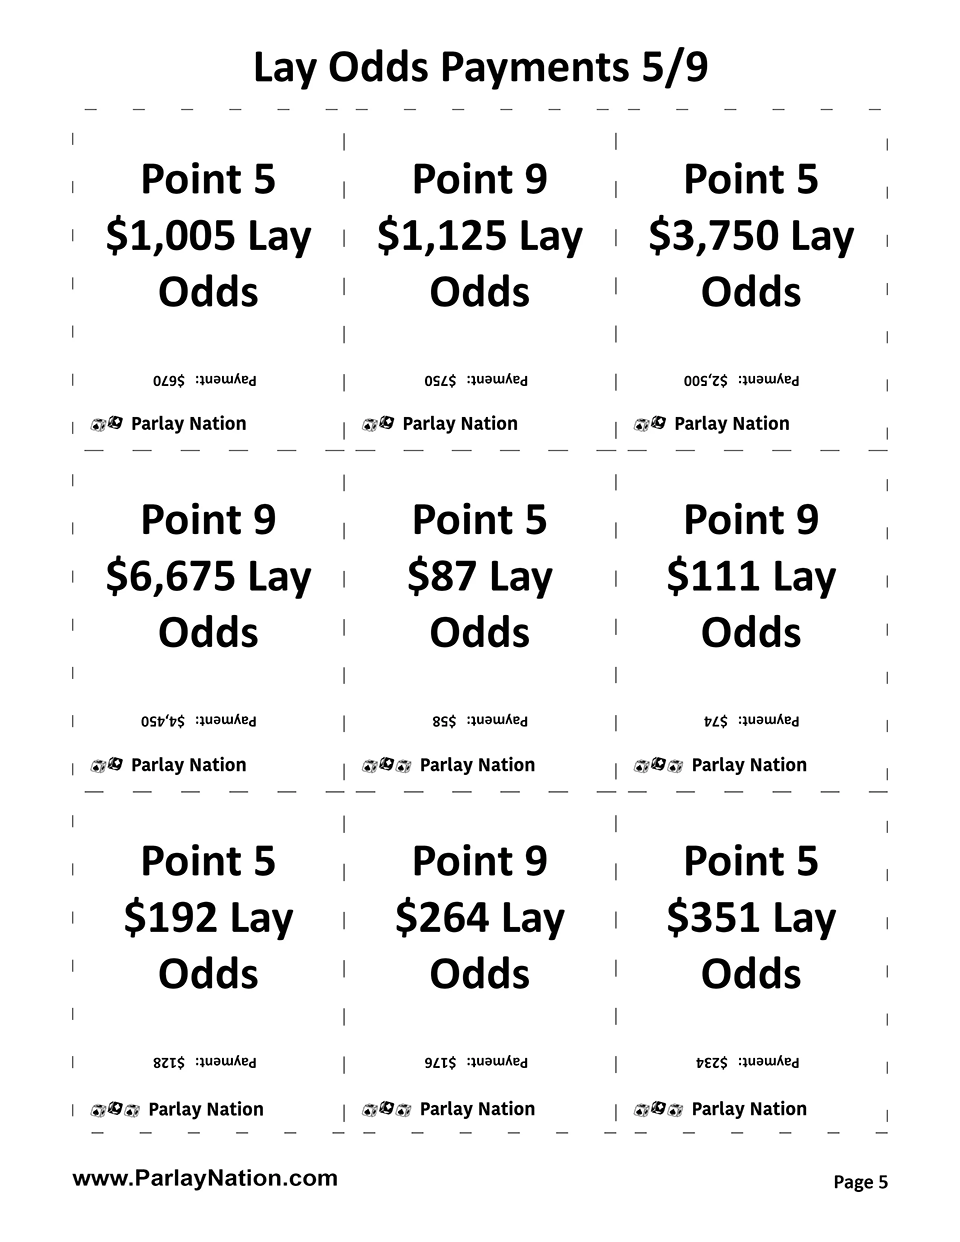 Lay Odds Payments 5/9
Point 5
$1,005 Lay
Odds
Payment: $670
Parlay Nation
Point 9
$1,125 Lay
Odds
Payment: $750
Parlay Nation
Point 5
$3,750 Lay
Odds
Payment: $2,500
Parlay Nation
Point 9
$6,675 Lay
Odds
Payment: $4,450
Parlay Nation
Point 5
$87 Lay
Odds
Payment: $58
Parlay Nation
Point 9
$111 Lay
Odds
Payment: $74
Parlay Nation
Point 5
$192 Lay
Odds
Payment: $128
Parlay Nation
Point 9
$264 Lay
Odds
Payment: $176
Parlay Nation
Point 5
$351 Lay
Odds
Payment: $234
Parlay Nation
www.ParlayNation.com
Page 5